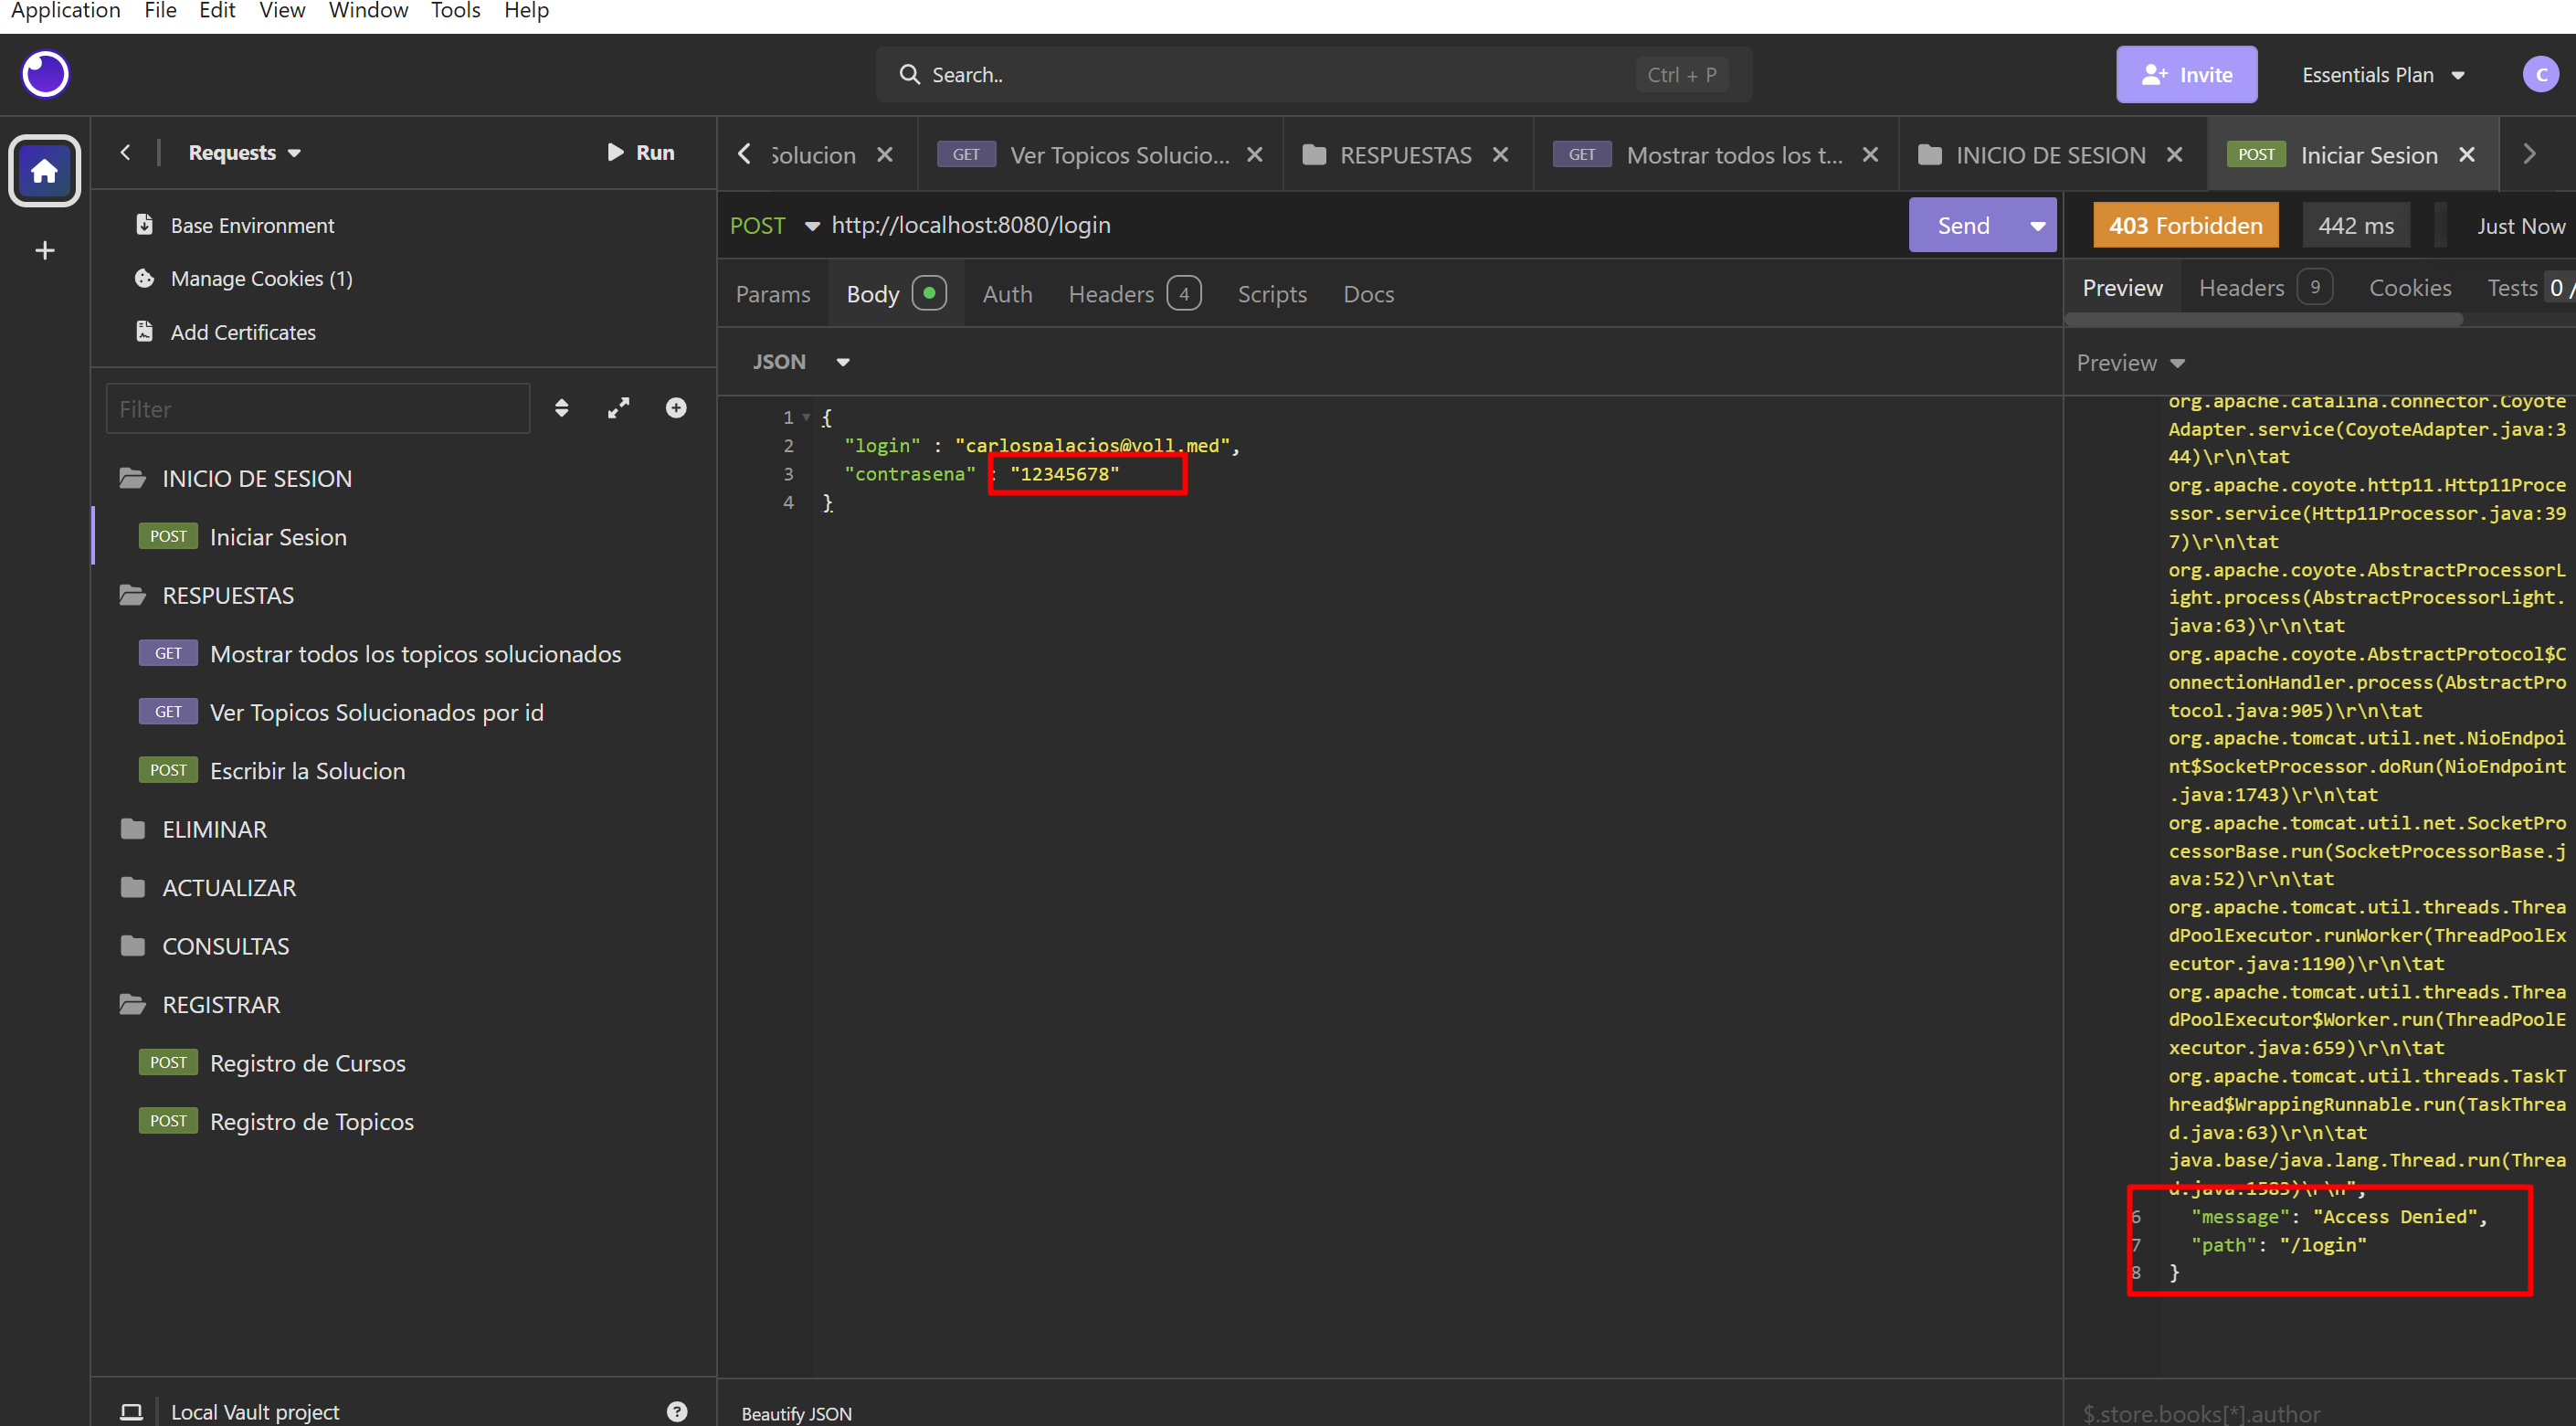 Application File Edit View Window Tools Help
Search.. Ctrl + P
Invite Essentials Plan C
Requests Run
Solucion GET Ver Topicos Solucio... RESPUESTAS GET Mostrar todos los t... INICIO DE SESION POST Iniciar Sesion
Base Environment
Manage Cookies (1)
Add Certificates
Filter
INICIO DE SESION
POST Iniciar Sesion
RESPUESTAS
GET Mostrar todos los topicos solucionados
GET Ver Topicos Solucionados por id
POST Escribir la Solucion
ELIMINAR
ACTUALIZAR
CONSULTAS
REGISTRAR
POST Registro de Cursos
POST Registro de Topicos
Local Vault project ?
POST http://localhost:8080/login Send
Params Body Auth Headers 4 Scripts Docs
JSON
1 {
2 "login" : "carlospalacios@voll.med",
3 "contrasena" : "12345678"
4 }
Beautify JSON
403 Forbidden 442 ms Just Now
Preview Headers 9 Cookies Tests 0 /
Preview
org.apache.catalina.connector.Coyote
Adapter.service(CoyoteAdapter.java:3
44)\r\n\tat
org.apache.coyote.http11.Http11Proce
ssor.service(Http11Processor.java:39
7)\r\n\tat
org.apache.coyote.AbstractProcessorL
ight.process(AbstractProcessorLight.
java:63)\r\n\tat
org.apache.coyote.AbstractProtocol$C
onnectionHandler.process(AbstractPro
tocol.java:905)\r\n\tat
org.apache.tomcat.util.net.NioEndpoi
nt$SocketProcessor.doRun(NioEndpoint
.java:1743)\r\n\tat
org.apache.tomcat.util.net.SocketPro
cessorBase.run(SocketProcessorBase.j
ava:52)\r\n\tat
org.apache.tomcat.util.threads.Threa
dPoolExecutor.runWorker(ThreadPoolEx
ecutor.java:1190)\r\n\tat
org.apache.tomcat.util.threads.Threa
dPoolExecutor$Worker.run(ThreadPoolE
xecutor.java:659)\r\n\tat
org.apache.tomcat.util.threads.TaskT
hread$WrappingRunnable.run(TaskThrea
d.java:63)\r\n\tat
java.base/java.lang.Thread.run(Threa
d.java:1583)\r\n",
6 "message": "Access Denied",
7 "path": "/login"
8 }
$.store.books[*].author